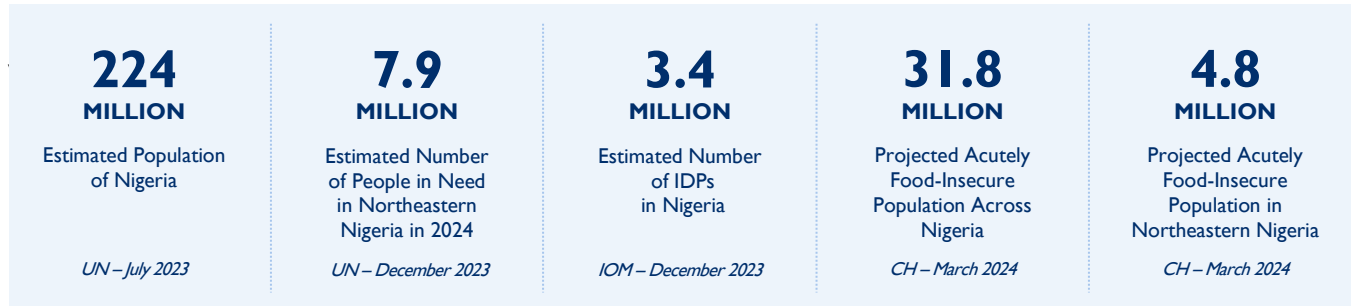 224
MILLION
Estimated Population
of Nigeria
UN – July 2023
7.9
MILLION
Estimated Number
of People in Need
in Northeastern
Nigeria in 2024
UN – December 2023
3.4
MILLION
Estimated Number
of IDPs
in Nigeria
IOM – December 2023
31.8
MILLION
Projected Acutely
Food-Insecure
Population Across
Nigeria
CH – March 2024
4.8
MILLION
Projected Acutely
Food-Insecure
Population in
Northeastern Nigeria
CH – March 2024